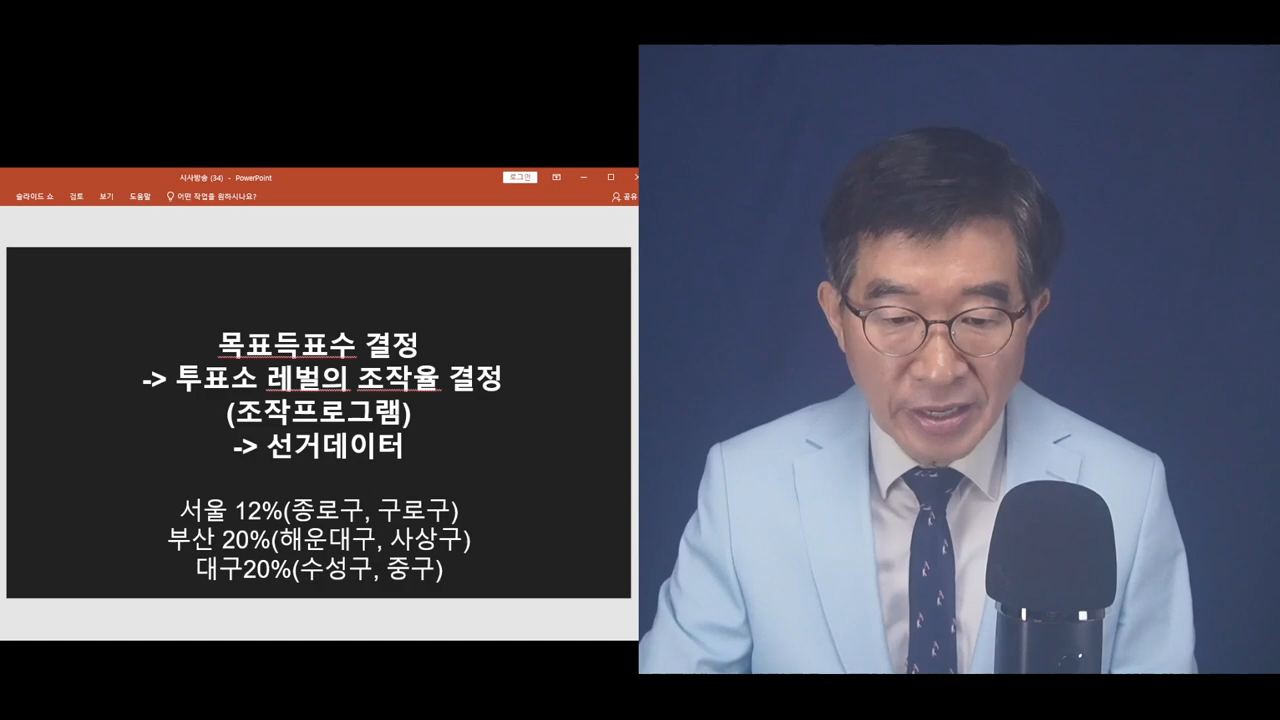 시사방송 (34) - PowerPoint
로그인
슬라이드 쇼 검토 보기 도움말 어떤 작업을 원하시나요? 공유
목표득표수 결정
-> 투표소 레벌의 조작율 결정
(조작프로그램)
-> 선거데이터
서울 12%(종로구, 구로구)
부산 20%(해운대구, 사상구)
대구20%(수성구, 중구)